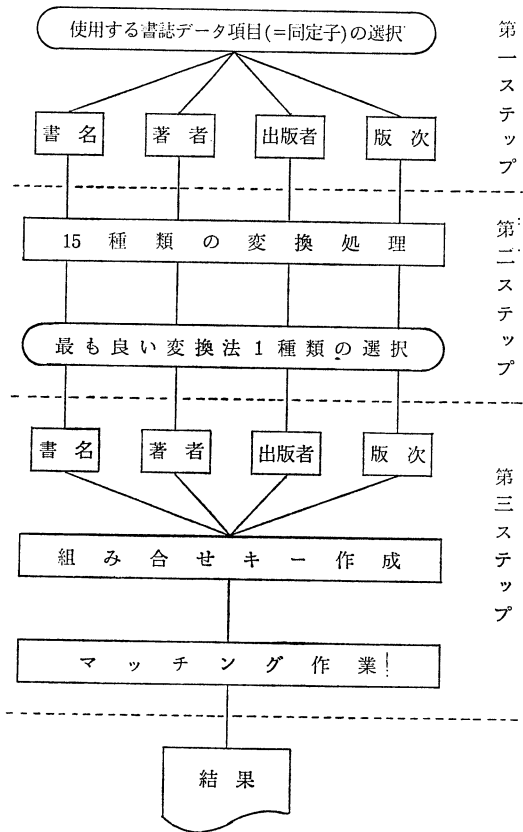 使用する書誌データ項目(=同定子)の選択
第一ステップ
書名
著者
出版者
版次
15種類の変換処理
第二ステップ
最も良い変換法1種類の選択
書名
著者
出版者
版次
第三ステップ
組み合せキー作成
マッチング作業
結果